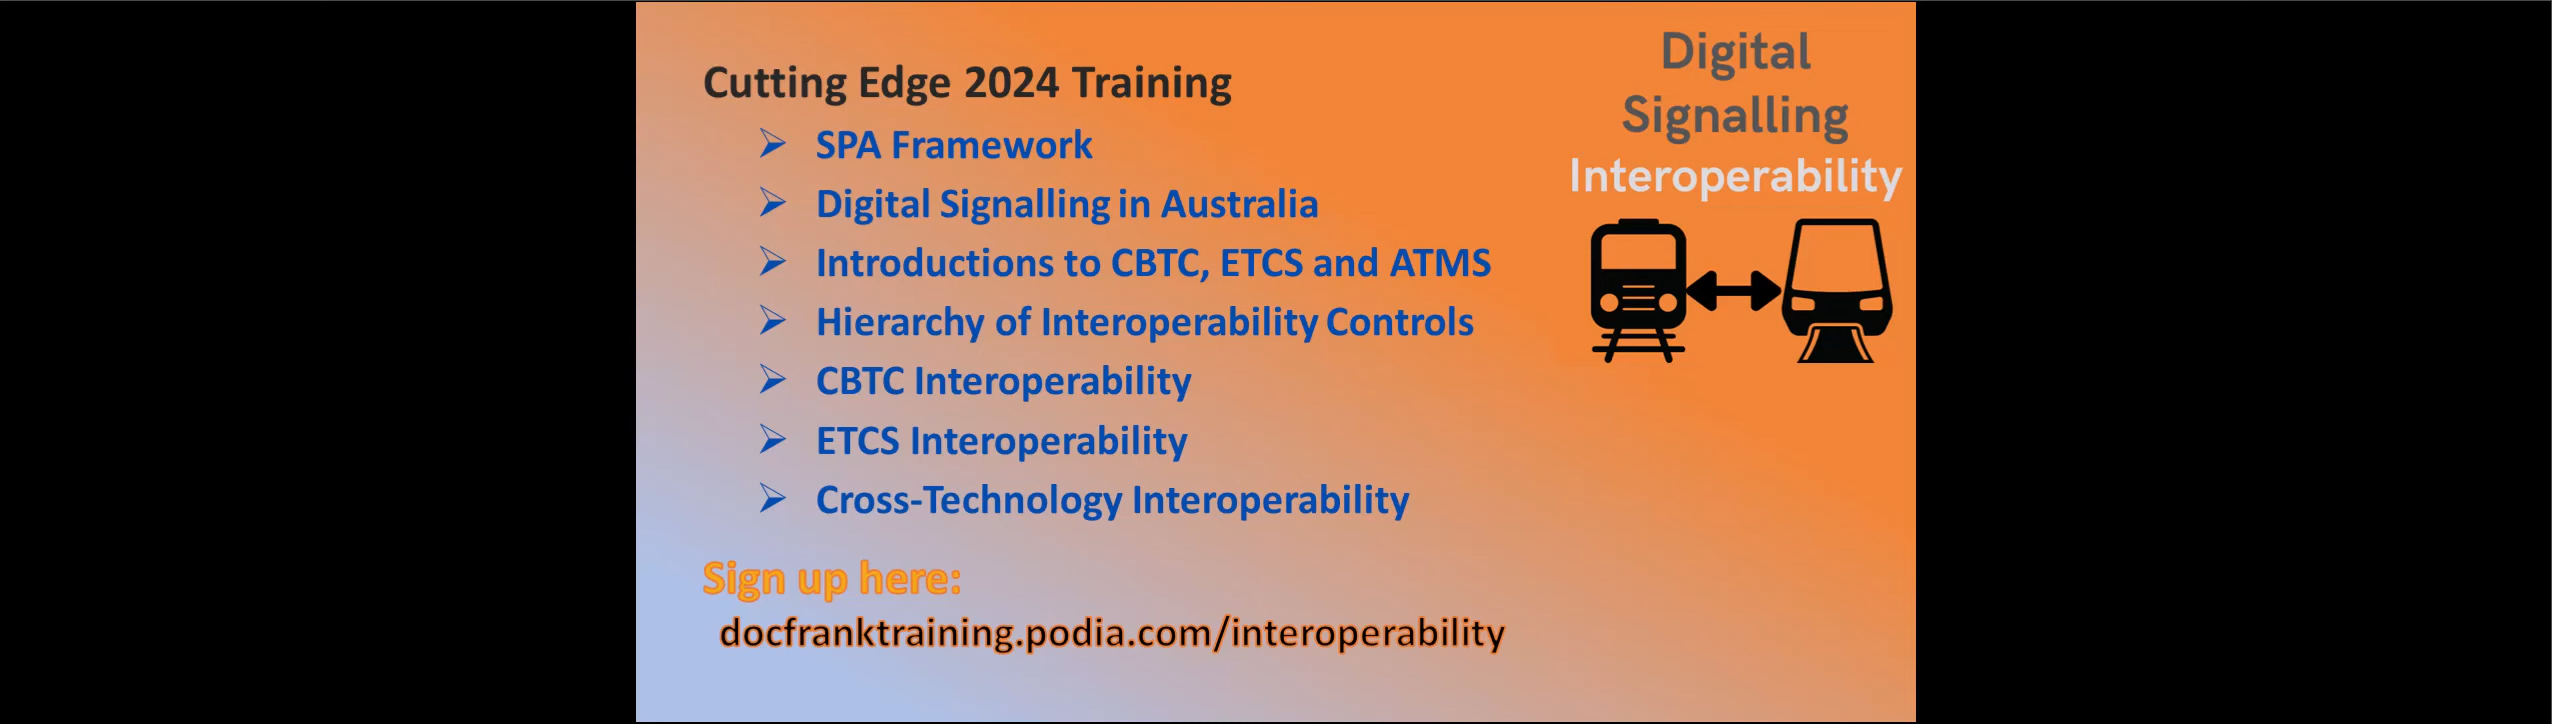 Cutting Edge 2024 Training
SPA Framework
Digital Signalling in Australia
Introductions to CBTC, ETCS and ATMS
Hierarchy of Interoperability Controls
CBTC Interoperability
ETCS Interoperability
Cross-Technology Interoperability
Sign up here:
docfranktraining.podia.com/interoperability
Digital
Signalling
Interoperability